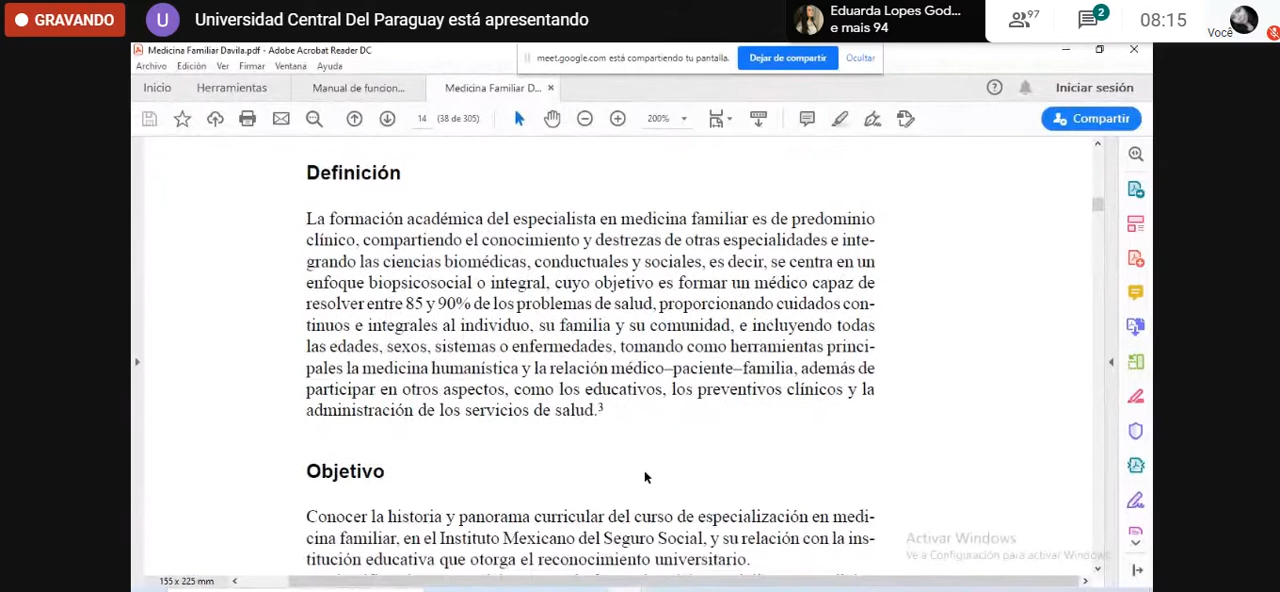 GRAVANDO
U
Universidad Central Del Paraguay está apresentando
Eduarda Lopes God...
e mais 94
97
2
08:15
Você
Medicina Familiar Davila.pdf - Adobe Acrobat Reader DC
Archivo Edición Ver Firmar Ventana Ayuda
meet.google.com está compartiendo tu pantalla.
Dejar de compartir
Ocultar
Inicio
Herramientas
Manual de funcion...
Medicina Familiar D... ×
Iniciar sesión
14 (38 de 305)
200%
Compartir
Definición
La formación académica del especialista en medicina familiar es de predominio
clínico, compartiendo el conocimiento y destrezas de otras especialidades e inte-
grando las ciencias biomédicas, conductuales y sociales, es decir, se centra en un
enfoque biopsicosocial o integral, cuyo objetivo es formar un médico capaz de
resolver entre 85 y 90% de los problemas de salud, proporcionando cuidados con-
tinuos e integrales al individuo, su familia y su comunidad, e incluyendo todas
las edades, sexos, sistemas o enfermedades, tomando como herramientas princi-
pales la medicina humanística y la relación médico–paciente–familia, además de
participar en otros aspectos, como los educativos, los preventivos clínicos y la
administración de los servicios de salud.³
Objetivo
Conocer la historia y panorama curricular del curso de especialización en medi-
cina familiar, en el Instituto Mexicano del Seguro Social, y su relación con la ins-
titución educativa que otorga el reconocimiento universitario.
Activar Windows
Ve a Configuración para activar Windows.
155 x 225 mm